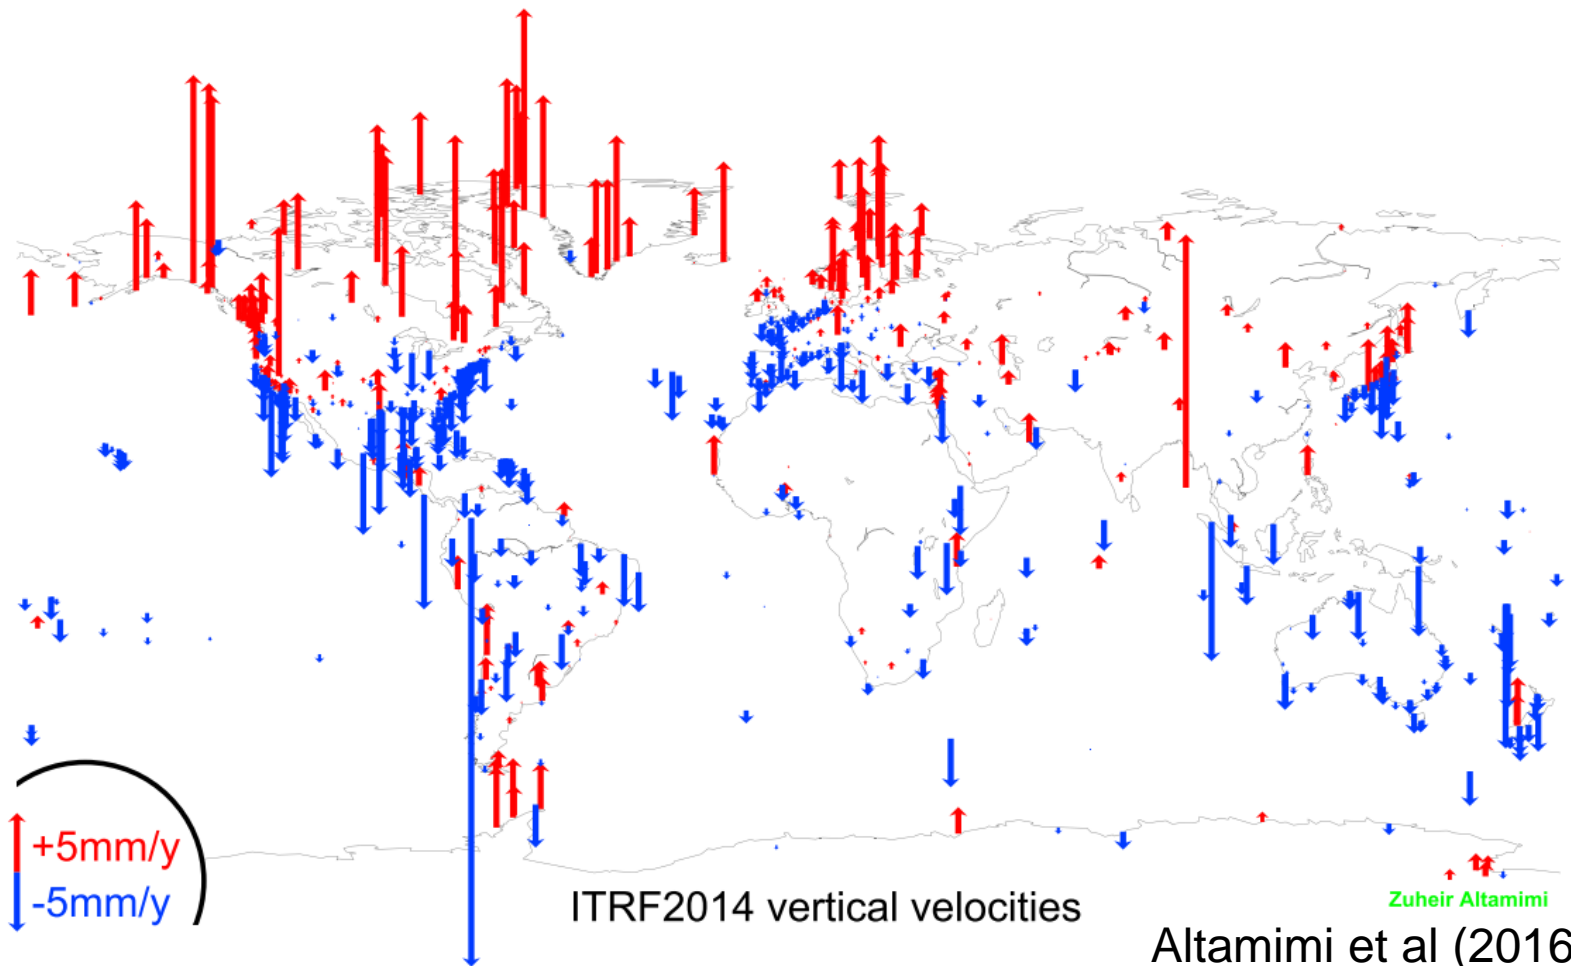 +5mm/y
-5mm/y
ITRF2014 vertical velocities
Zuheir Altamimi
Altamimi et al (2016